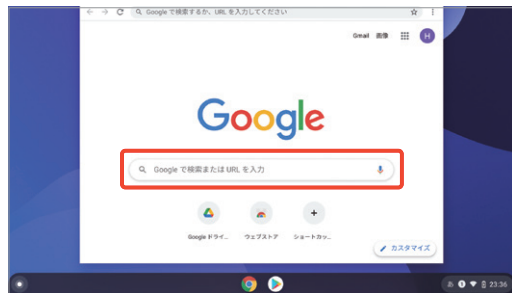 Google で検索するか、URL を入力してください
Gmail 画像
H
Google
Google で検索または URL を入力
Google ドライ...
ウェブストア
ショートカッ...
カスタマイズ
23:36